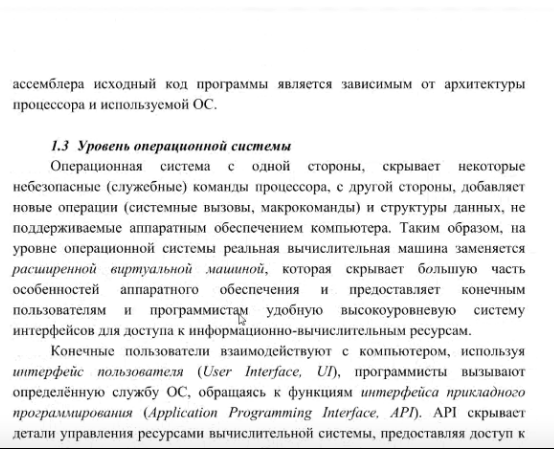 ассемблера исходный код программы является зависимым от архитектуры
процессора и используемой ОС.
1.3 Уровень операционной системы
Операционная система с одной стороны, скрывает некоторые
небезопасные (служебные) команды процессора, с другой стороны, добавляет
новые операции (системные вызовы, макрокоманды) и структуры данных, не
поддерживаемые аппаратным обеспечением компьютера. Таким образом, на
уровне операционной системы реальная вычислительная машина заменяется
расширенной виртуальной машиной, которая скрывает большую часть
особенностей аппаратного обеспечения и предоставляет конечным
пользователям и программистам удобную высокоуровневую систему
интерфейсов для доступа к информационно-вычислительным ресурсам.
Конечные пользователи взаимодействуют с компьютером, используя
интерфейс пользователя (User Interface, UI), программисты вызывают
определённую службу ОС, обращаясь к функциям интерфейса прикладного
программирования (Application Programming Interface, API). API скрывает
детали управления ресурсами вычислительной системы, предоставляя доступ к